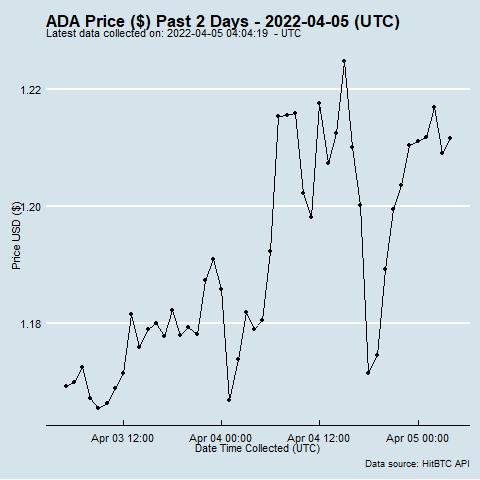 ADA Price ($) Past 2 Days - 2022-04-05 (UTC)
Latest data collected on: 2022-04-05 04:04:19 - UTC
1.22
1.20
1.18
Price USD ($)
Apr 03 12:00
Apr 04 00:00
Apr 04 12:00
Apr 05 00:00
Date Time Collected (UTC)
Data source: HitBTC API